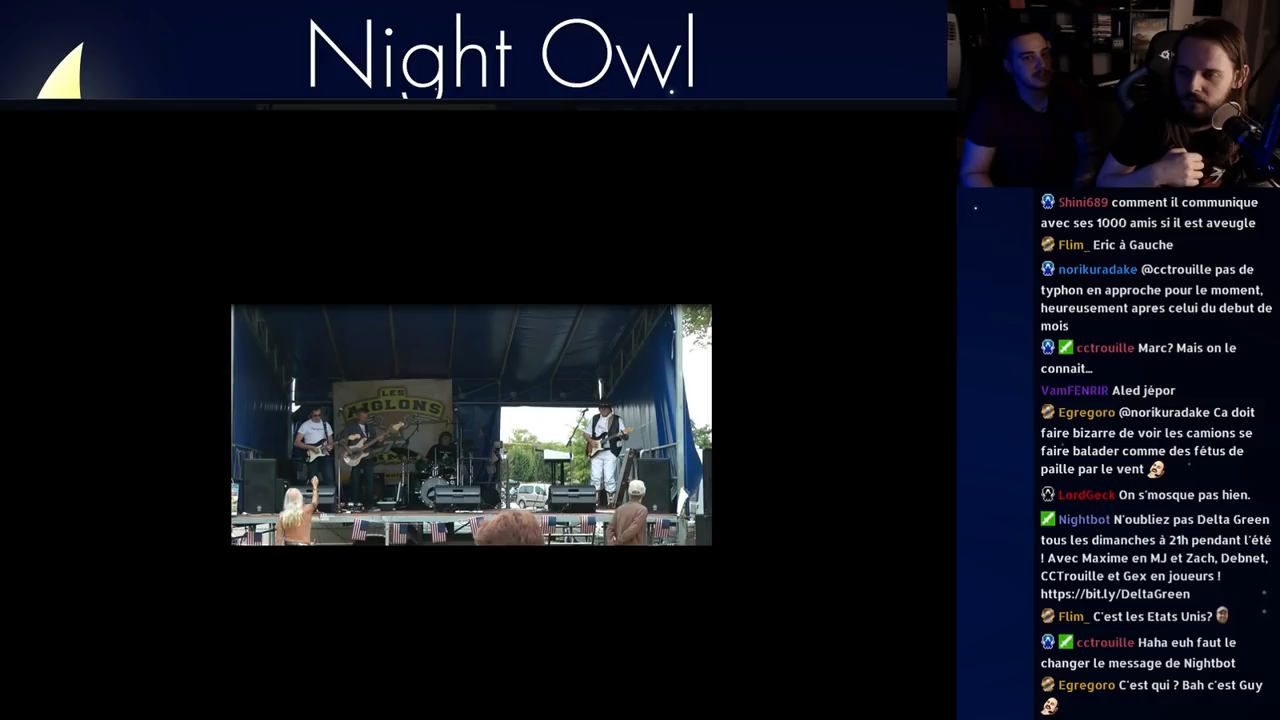 Night Owl
LES
AIGLONS
Shini689 comment il communique
avec ses 1000 amis si il est aveugle
Flim_ Eric à Gauche
norikuradake @cctrouille pas de
typhon en approche pour le moment,
heureusement apres celui du debut de
mois
cctrouille Marc? Mais on le
connait...
VamFENRIR Aled jépor
Egregoro @norikuradake Ca doit
faire bizarre de voir les camions se
faire balader comme des fétus de
paille par le vent
LordGeck On s'mosque pas hien.
Nightbot N'oubliez pas Delta Green
tous les dimanches à 21h pendant l'été
! Avec Maxime en MJ et Zach, Debnet,
CCTrouille et Gex en joueurs !
https://bit.ly/DeltaGreen
Flim_ C'est les Etats Unis?
cctrouille Haha euh faut le
changer le message de Nightbot
Egregoro C'est qui ? Bah c'est Guy